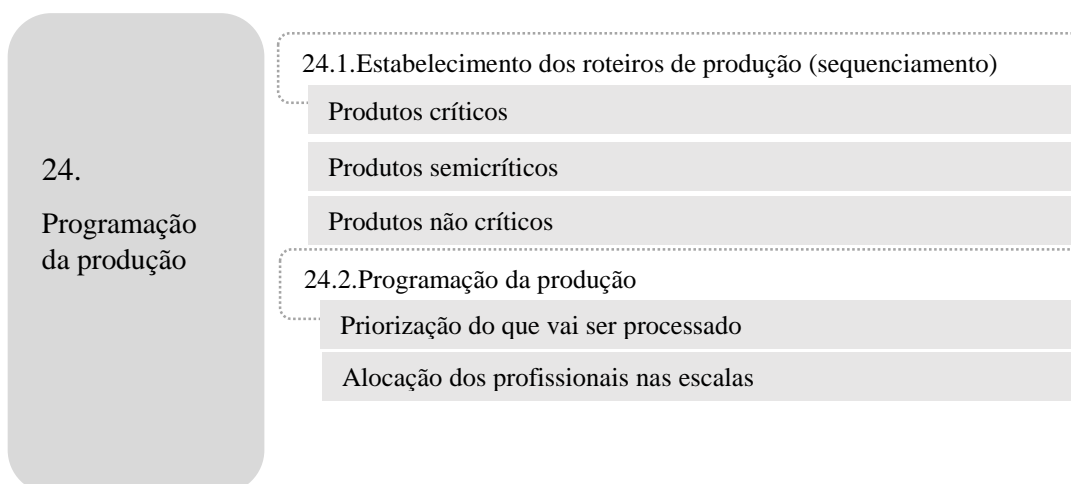 24.
Programação
da produção
24.1.Estabelecimento dos roteiros de produção (sequenciamento)
Produtos críticos
Produtos semicríticos
Produtos não críticos
24.2.Programação da produção
Priorização do que vai ser processado
Alocação dos profissionais nas escalas